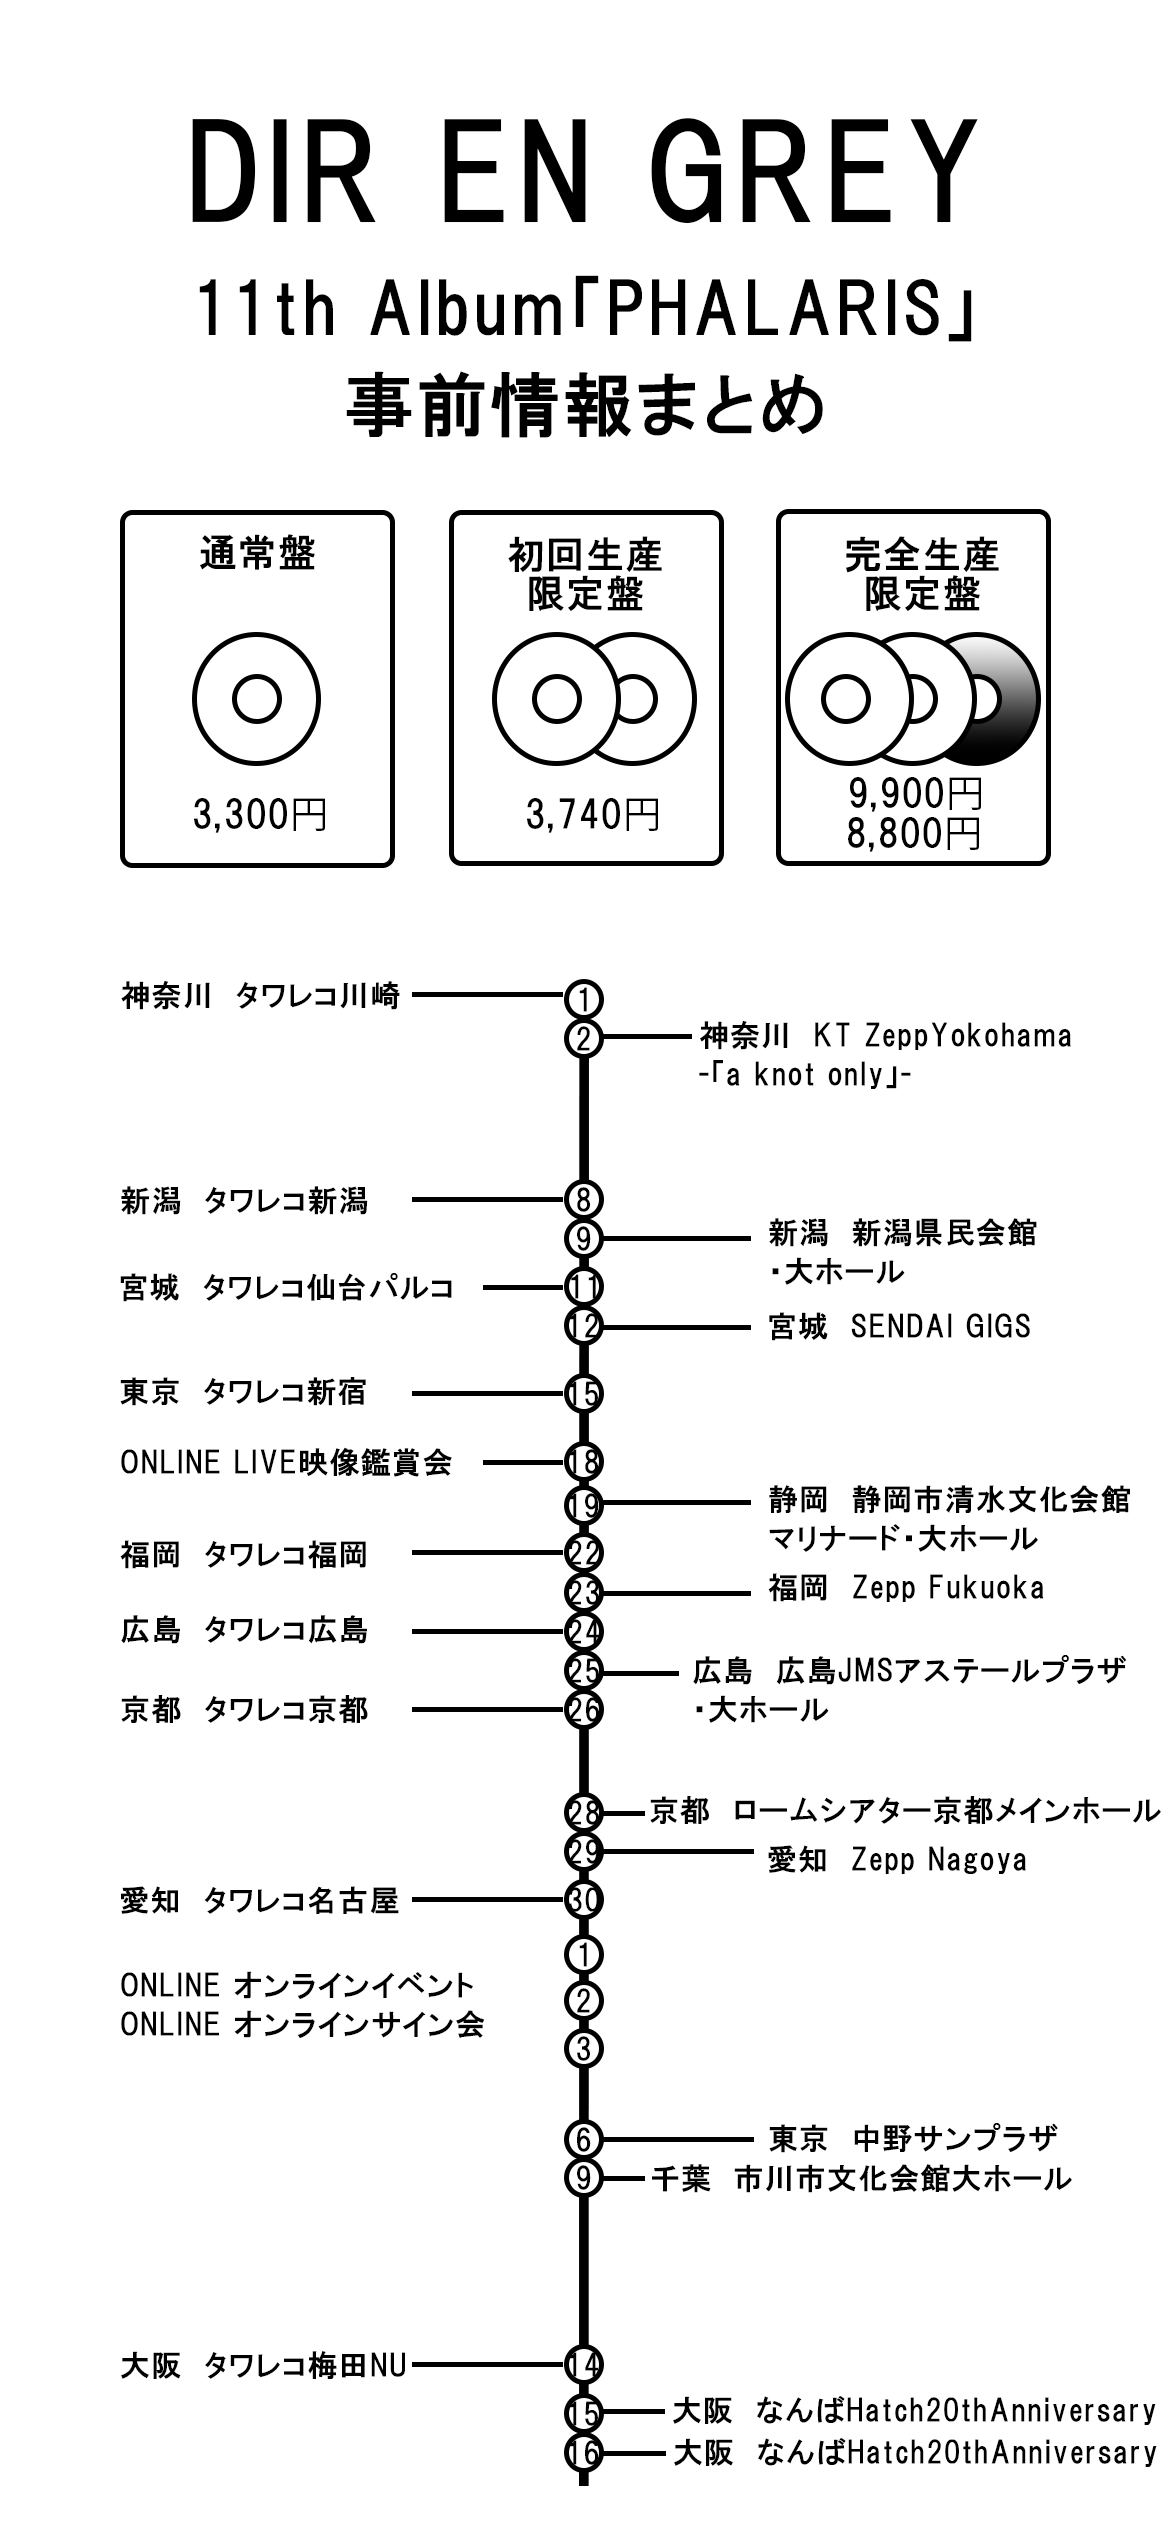 DIR EN GREY
11th Album「PHALARIS」
事前情報まとめ
通常盤
3,300円
初回生産
限定盤
3,740円
完全生産
限定盤
9,900円
8,800円
神奈川 タワレコ川崎 1
2 神奈川 KT ZeppYokohama
-「a knot only」-
新潟 タワレコ新潟 8
9 新潟 新潟県民会館
・大ホール
宮城 タワレコ仙台パルコ 11
12 宮城 SENDAI GIGS
東京 タワレコ新宿 15
ONLINE LIVE映像鑑賞会 18
19 静岡 静岡市清水文化会館
マリナード・大ホール
福岡 タワレコ福岡 22
23 福岡 Zepp Fukuoka
広島 タワレコ広島 24
25 広島 広島JMSアステールプラザ
・大ホール
京都 タワレコ京都 26
28 京都 ロームシアター京都メインホール
29 愛知 Zepp Nagoya
愛知 タワレコ名古屋 30
1
ONLINE オンラインイベント
2
ONLINE オンラインサイン会
3
6 東京 中野サンプラザ
9 千葉 市川市文化会館大ホール
大阪 タワレコ梅田NU 14
15 大阪 なんばHatch20thAnniversary
16 大阪 なんばHatch20thAnniversary